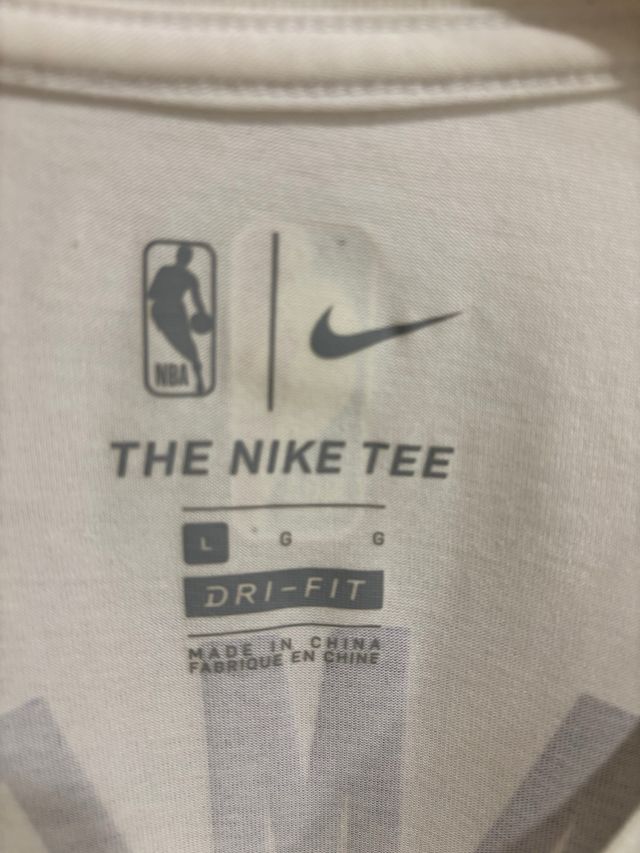 NBA
THE NIKE TEE
L G G
DRI-FIT
MADE IN CHINA
FABRIQUE EN CHINE